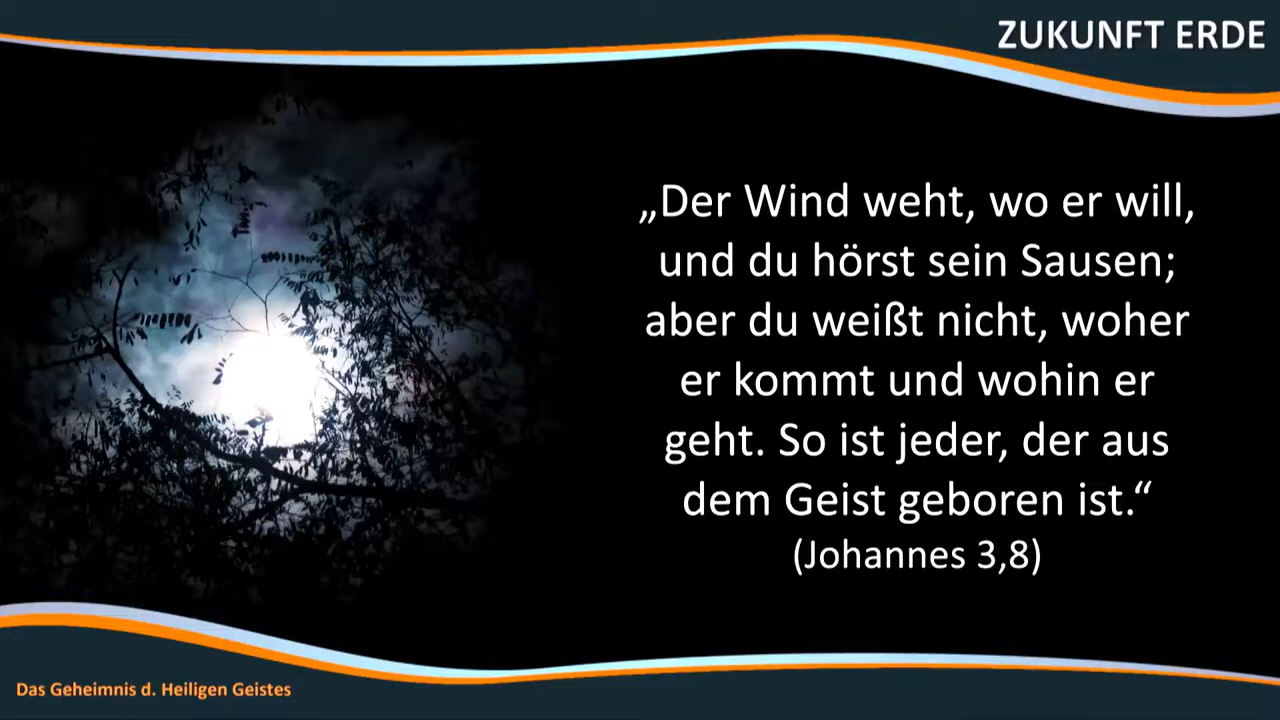 ZUKUNFT ERDE
„Der Wind weht, wo er will,
und du hörst sein Sausen;
aber du weißt nicht, woher
er kommt und wohin er
geht. So ist jeder, der aus
dem Geist geboren ist.“
(Johannes 3,8)
Das Geheimnis d. Heiligen Geistes